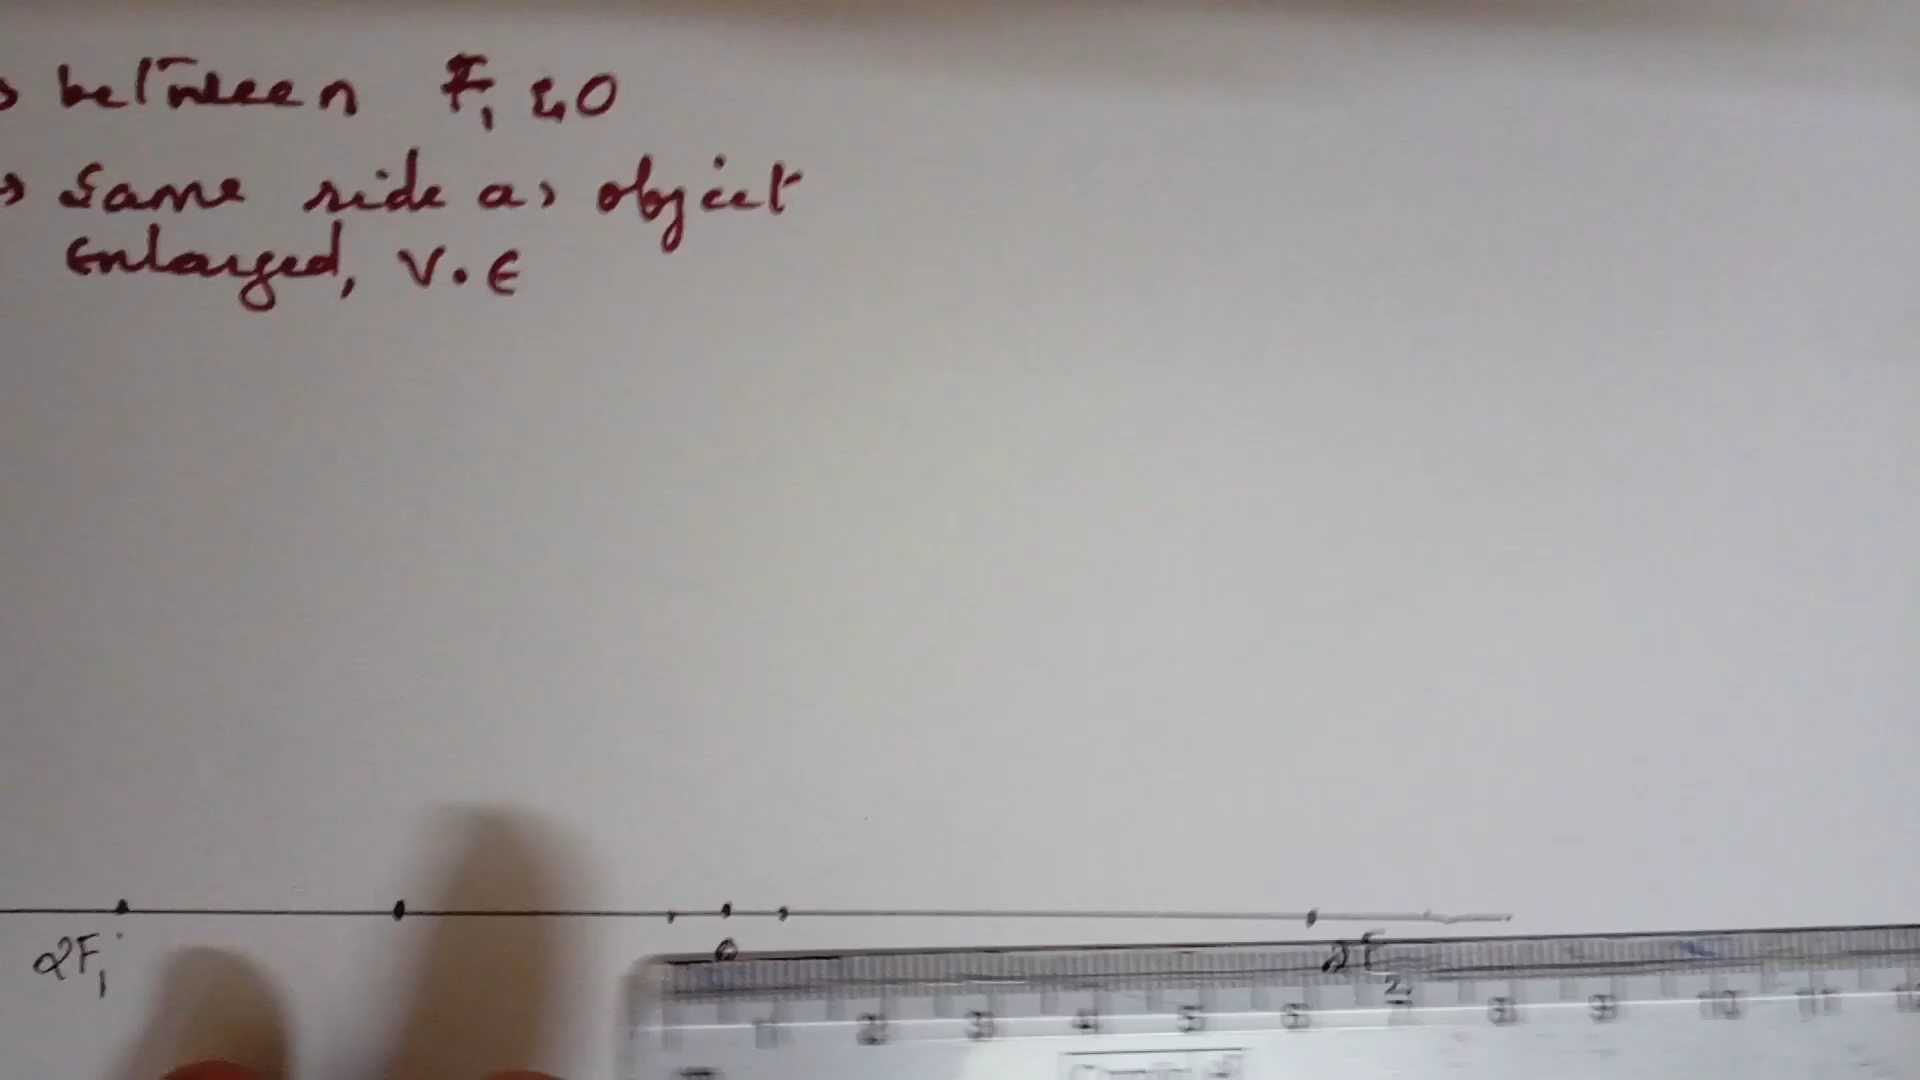 → between F₁ & O
→ Same side as object
Enlarged, V.E
2F₁ O 2F₂
1 2 3 4 5 6 7 8 9 10 11 12